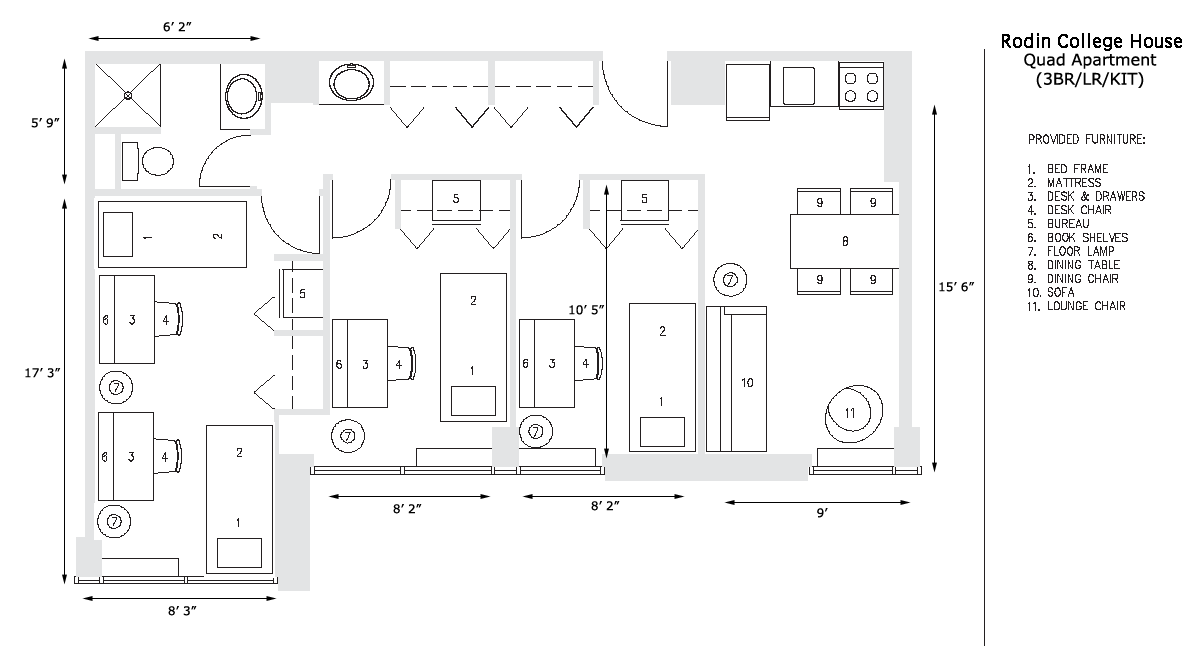 Rodin College House
Quad Apartment
(3BR/LR/KIT)
PROVIDED FURNITURE:
1. BED FRAME
2. MATTRESS
3. DESK & DRAWERS
4. DESK CHAIR
5. BUREAU
6. BOOK SHELVES
7. FLOOR LAMP
8. DINING TABLE
9. DINING CHAIR
10. SOFA
11. LOUNGE CHAIR
6' 2"
5' 9"
17' 3"
8' 3"
1 2
6 3 4
7
6 3 4
7
2
1
5
5
2
1
6 3 4
7
8' 2"
5
10' 5"
2
1
6 3 4
7
8' 2"
9 9
8
9 9
7
10
11
15' 6"
9'